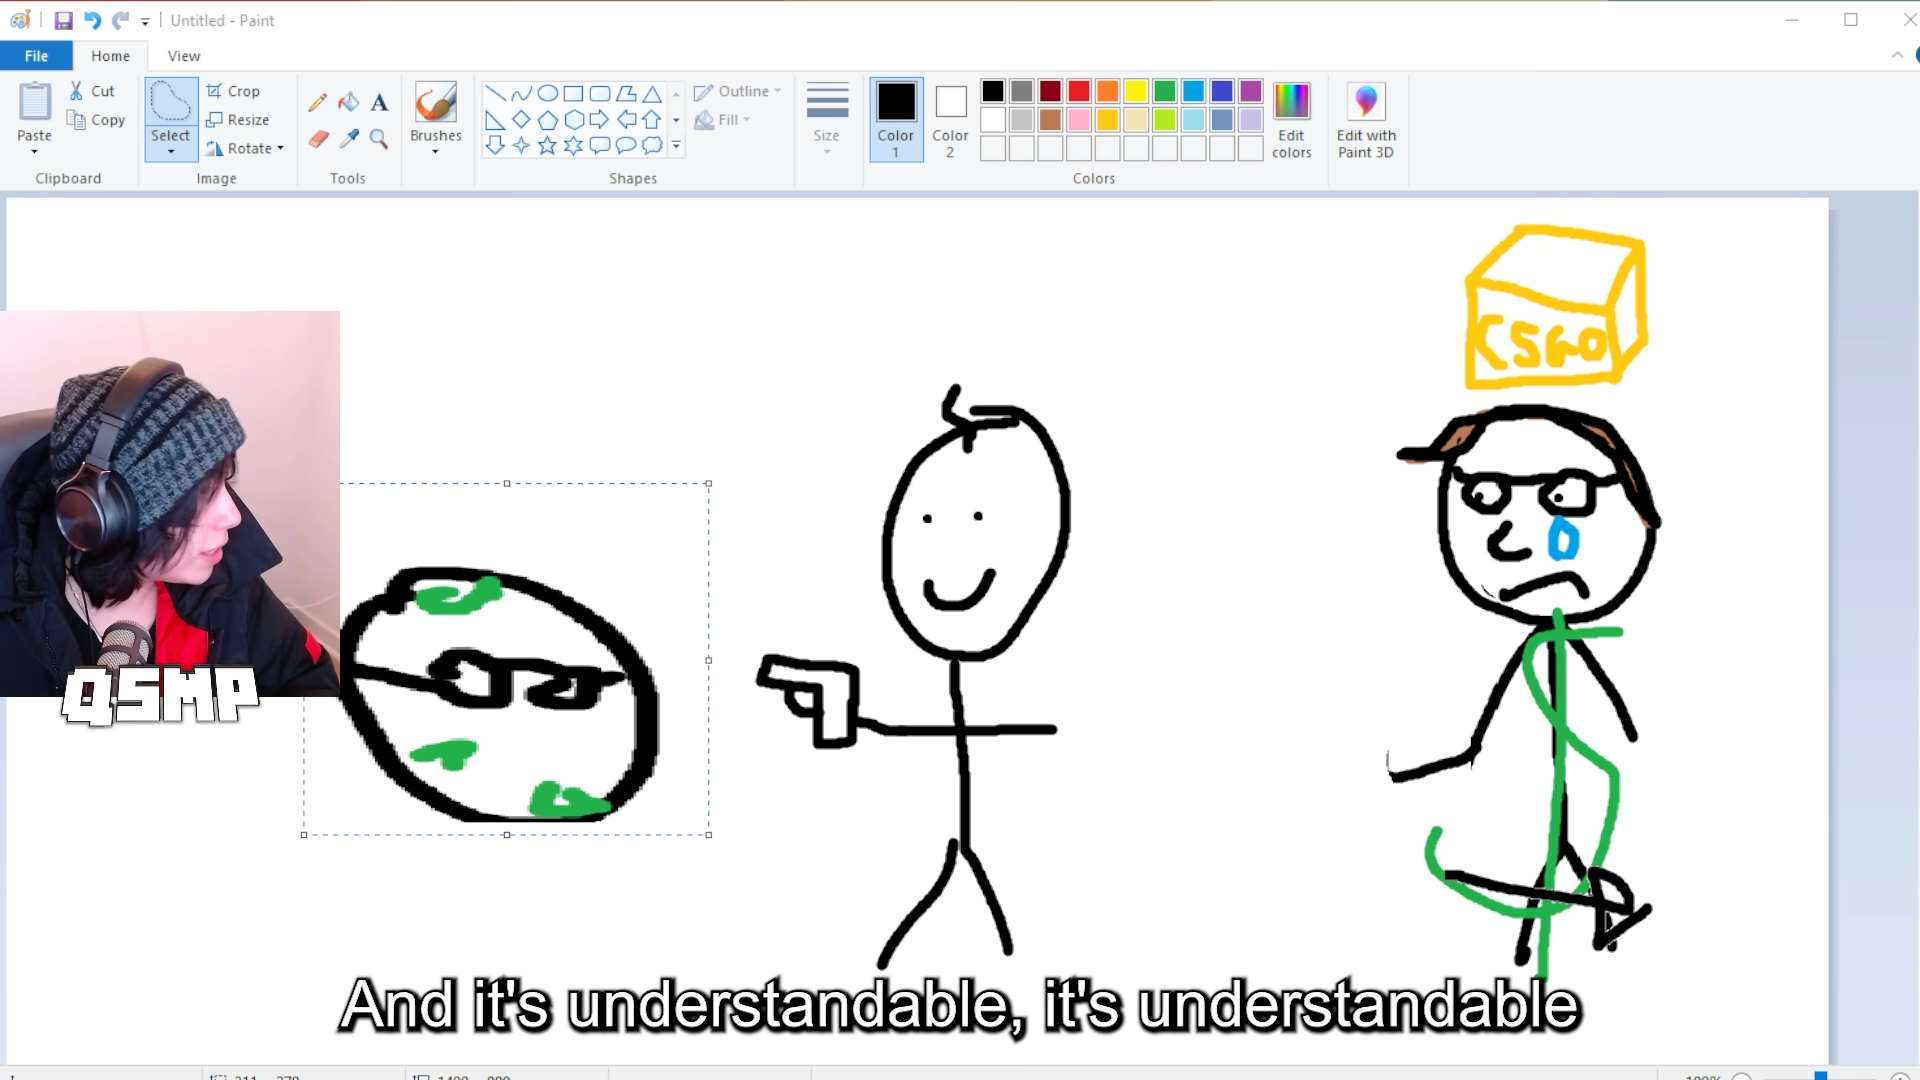 Untitled - Paint
File Home View
Paste
Cut
Copy
Clipboard
Select
Crop
Resize
Rotate
Image
A
Tools
Brushes
Shapes
Outline
Fill
Size
Color 1
Color 2
Edit colors
Colors
Edit with Paint 3D
CSGO
QSMP
And it's understandable, it's understandable